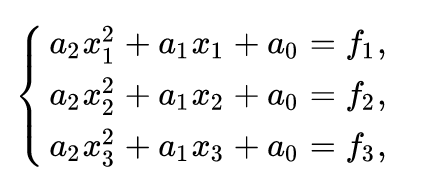 a₂x₁² + a₁x₁ + a₀ = f₁,
a₂x₂² + a₁x₂ + a₀ = f₂,
a₂x₃² + a₁x₃ + a₀ = f₃,